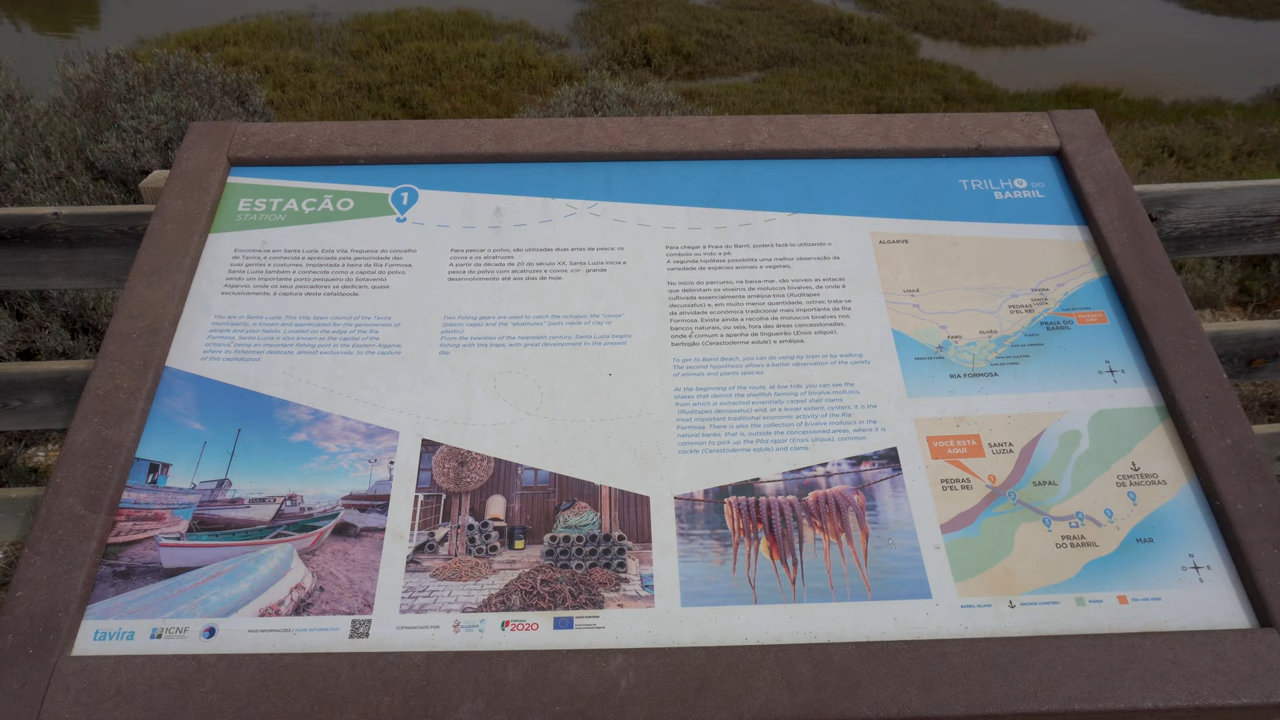 ESTAÇÃO
STATION
1
TRILHO DO
BARRIL
Encontra-se em Santa Luzia. Esta Vila, freguesia do concelho
de Tavira, é conhecida e apreciada pela genuinidade das
suas gentes e costumes. Implantada à beira da Ria Formosa,
Santa Luzia também é conhecida como a capital do polvo,
sendo um importante porto pesqueiro do Sotavento
Algarvio, onde os seus pescadores se dedicam, quase
exclusivamente, à captura deste cefalópode.
You are in Santa Luzia. This Vila, town council of the Tavira
municipality, is known and appreciated for the genuineness of
people and your habits. Located on the edge of the Ria
Formosa, Santa Luzia is also known as the capital of the
octopus, being an important fishing port in the Eastern Algarve,
where its fishermen dedicate, almost exclusively, to the capture
of this cephalopod.
Para pescar o polvo, são utilizadas duas artes de pesca: os
covos e os alcatruzes.
A partir da década de 20 do século XX, Santa Luzia inicia a
pesca do polvo com alcatruzes e covos, com grande
desenvolvimento até aos dias de hoje.
Two fishing gears are used to catch the octopus: the "covos"
(plastic cage) and the "alcatruzes" (pots made of clay or
plastic).
From the twenties of the twentieth century, Santa Luzia begins
fishing with this traps, with great development to the present
day.
Para chegar à Praia do Barril, poderá fazê-lo utilizando o
comboio ou indo a pé.
A segunda hipótese possibilita uma melhor observação da
variedade de espécies animais e vegetais.
No início do percurso, na baixa-mar, são visíveis as estacas
que delimitam os viveiros de moluscos bivalves, de onde é
cultivada essencialmente amêijoa-boa (Ruditapes
decussatus) e, em muito menor quantidade, ostras; trata-se
da atividade económica tradicional mais importante da Ria
Formosa. Existe ainda a recolha de moluscos bivalves nos
bancos naturais, ou seja, fora das áreas concessionadas,
onde é comum a apanha de lingueirão (Ensis siliqua),
berbigão (Cerastoderme edule) e amêijoa.
To get to Barril Beach, you can do using by train or by walking.
The second hypothesis allows a better observation of the variety
of animals and plants species.
At the beginning of the route, at low tide, you can see the
stakes that delimit the shellfish farming of bivalve molluscs
from which is extracted essentially carpet shell clams
(Ruditapes decussatus) and, at a lesser extent, oysters; it is the
most important traditional economic activity of the Ria
Formosa. There is also the collection of bivalve molluscs in the
natural banks, that is, outside the concessioned areas, where it is
common to pick up the Pod razor (Ensis siliqua), common
cockle (Cerastoderme edule) and clams.
ALGARVE
LOULÉ
TAVIRA
SANTA
LUZIA
PEDRAS
D'EL REI
PRAIA DO
BARRIL
OLHÃO
FARO
RIA FORMOSA
N
E
S
VOCÊ ESTÁ
AQUI
SANTA
LUZIA
PEDRAS
D'EL REI
SAPAL
CEMITÉRIO
DE ÂNCORAS
1
2
PRAIA
DO BARRIL
MAR
N
E
S
BARRIL ISLAND
ANCHOR CEMETERY
YOU ARE HERE
tavira
ICNF
MAIS INFORMAÇÕES / MORE INFORMATION
COFINANCIADO POR:
ALGARVE
PORTUGAL
2020
UNIÃO EUROPEIA